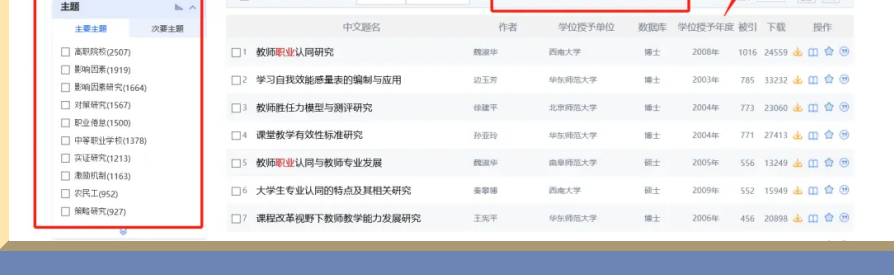 主题
主要主题 次要主题
高职院校(2507)
影响因素(1919)
影响因素研究(1664)
对策研究(1567)
职业倦怠(1500)
中等职业学校(1378)
实证研究(1213)
激励机制(1163)
农民工(952)
策略研究(927)
中文题名 作者 学位授予单位 数据库 学位授予年度 被引 下载 操作
1 教师职业认同研究 魏淑华 西南大学 博士 2008年 1016 24559
2 学习自我效能感量表的编制与应用 边玉芳 华东师范大学 博士 2003年 785 33232
3 教师胜任力模型与测评研究 徐建平 北京师范大学 博士 2004年 773 23060
4 课堂教学有效性标准研究 孙亚玲 华东师范大学 博士 2004年 771 27413
5 教师职业认同与教师专业发展 魏淑华 曲阜师范大学 硕士 2005年 556 13249
6 大学生专业认同的特点及其相关研究 秦攀博 西南大学 硕士 2009年 552 15949
7 课程改革视野下教师教学能力发展研究 王宪平 华东师范大学 博士 2006年 456 20898